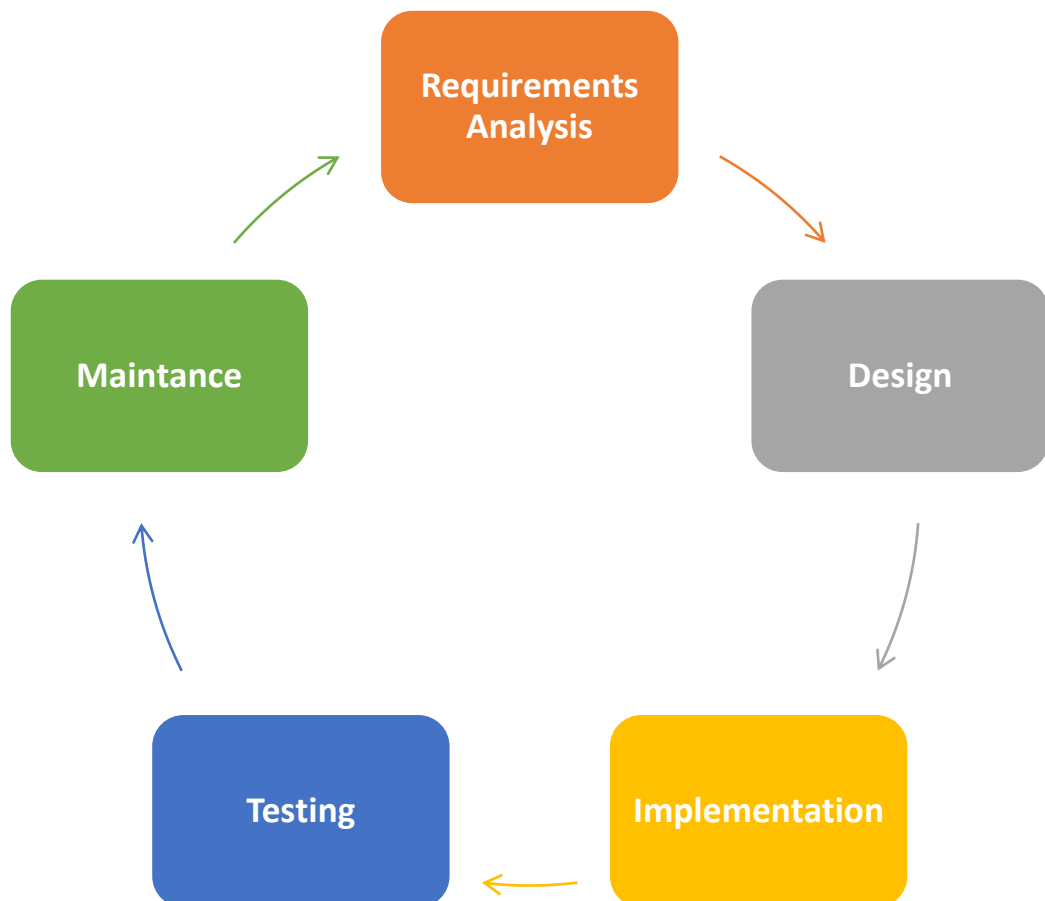 Requirements
Analysis
Design
Implementation
Testing
Maintance